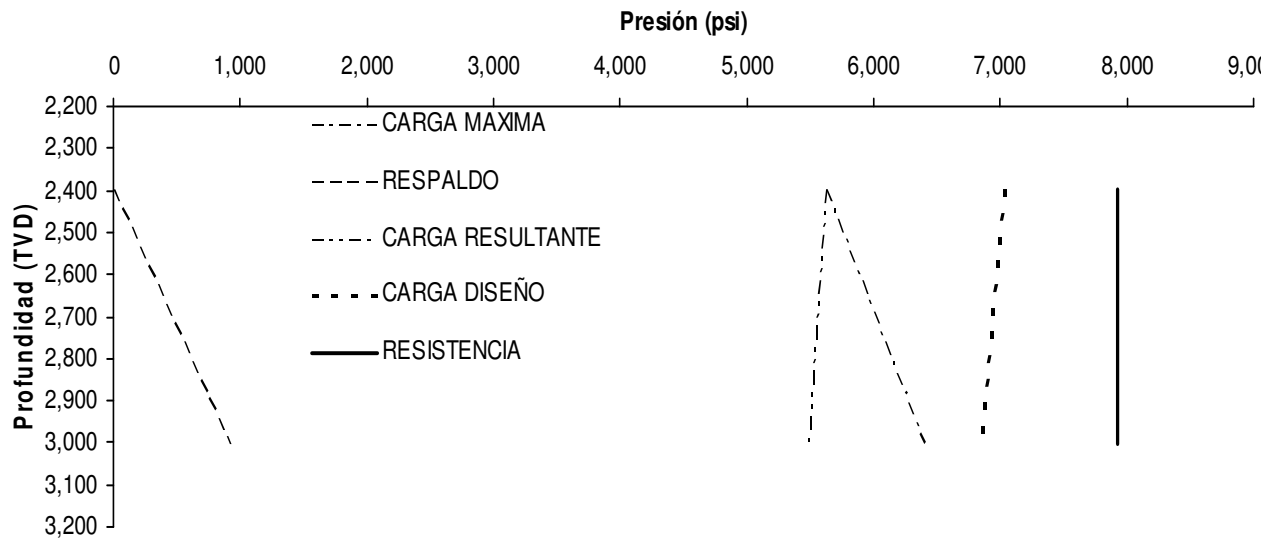 Presión (psi)
0 1,000 2,000 3,000 4,000 5,000 6,000 7,000 8,000 9,00
Profundidad (TVD)
2,200
2,300
2,400
2,500
2,600
2,700
2,800
2,900
3,000
3,100
3,200
CARGA MAXIMA
RESPALDO
CARGA RESULTANTE
CARGA DISEÑO
RESISTENCIA